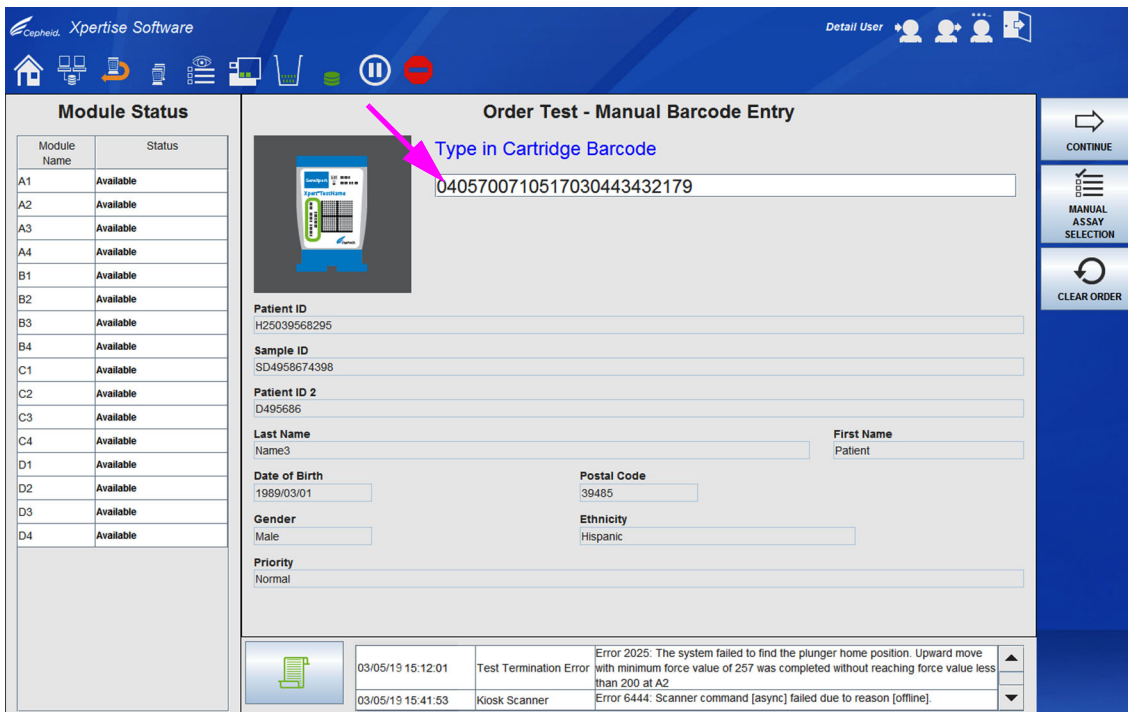 Cepheid. Xpertise Software
Detail User
Module Status
Module Name
Status
A1 Available
A2 Available
A3 Available
A4 Available
B1 Available
B2 Available
B3 Available
B4 Available
C1 Available
C2 Available
C3 Available
C4 Available
D1 Available
D2 Available
D3 Available
D4 Available
Order Test - Manual Barcode Entry
Type in Cartridge Barcode
0405700710517030443432179
GeneXpert
Xpert®TestName
Cepheid.
Patient ID
H25039568295
Sample ID
SD4958674398
Patient ID 2
D495686
Last Name
Name3
First Name
Patient
Date of Birth
1989/03/01
Postal Code
39485
Gender
Male
Ethnicity
Hispanic
Priority
Normal
03/05/19 15:12:01
Test Termination Error
Error 2025: The system failed to find the plunger home position. Upward move
with minimum force value of 257 was completed without reaching force value less
than 200 at A2
03/05/19 15:41:53
Kiosk Scanner
Error 6444: Scanner command [async] failed due to reason [offline].
CONTINUE
MANUAL
ASSAY
SELECTION
CLEAR ORDER